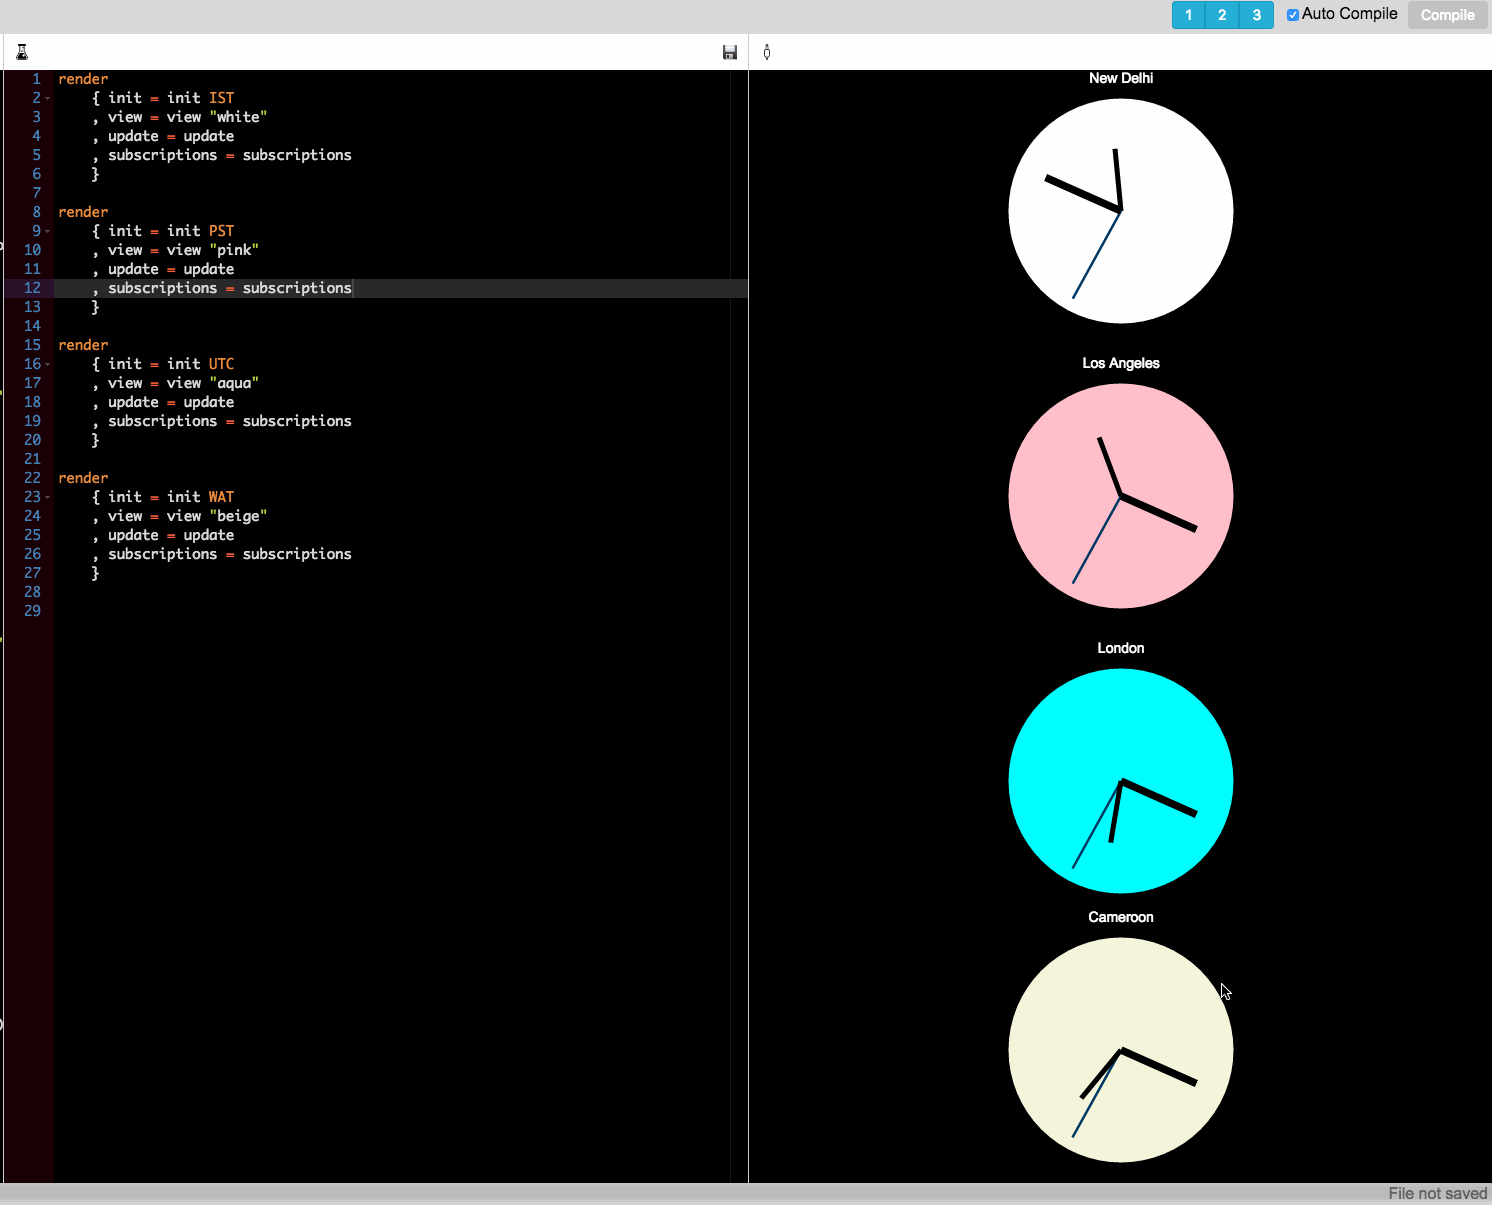 1 2 3 Auto Compile Compile
1 render
2 { init = init IST
3 , view = view "white"
4 , update = update
5 , subscriptions = subscriptions
6 }
7
8 render
9 { init = init PST
10 , view = view "pink"
11 , update = update
12 , subscriptions = subscriptions
13 }
14
15 render
16 { init = init UTC
17 , view = view "aqua"
18 , update = update
19 , subscriptions = subscriptions
20 }
21
22 render
23 { init = init WAT
24 , view = view "beige"
25 , update = update
26 , subscriptions = subscriptions
27 }
28
29
New Delhi
Los Angeles
London
Cameroon
File not saved